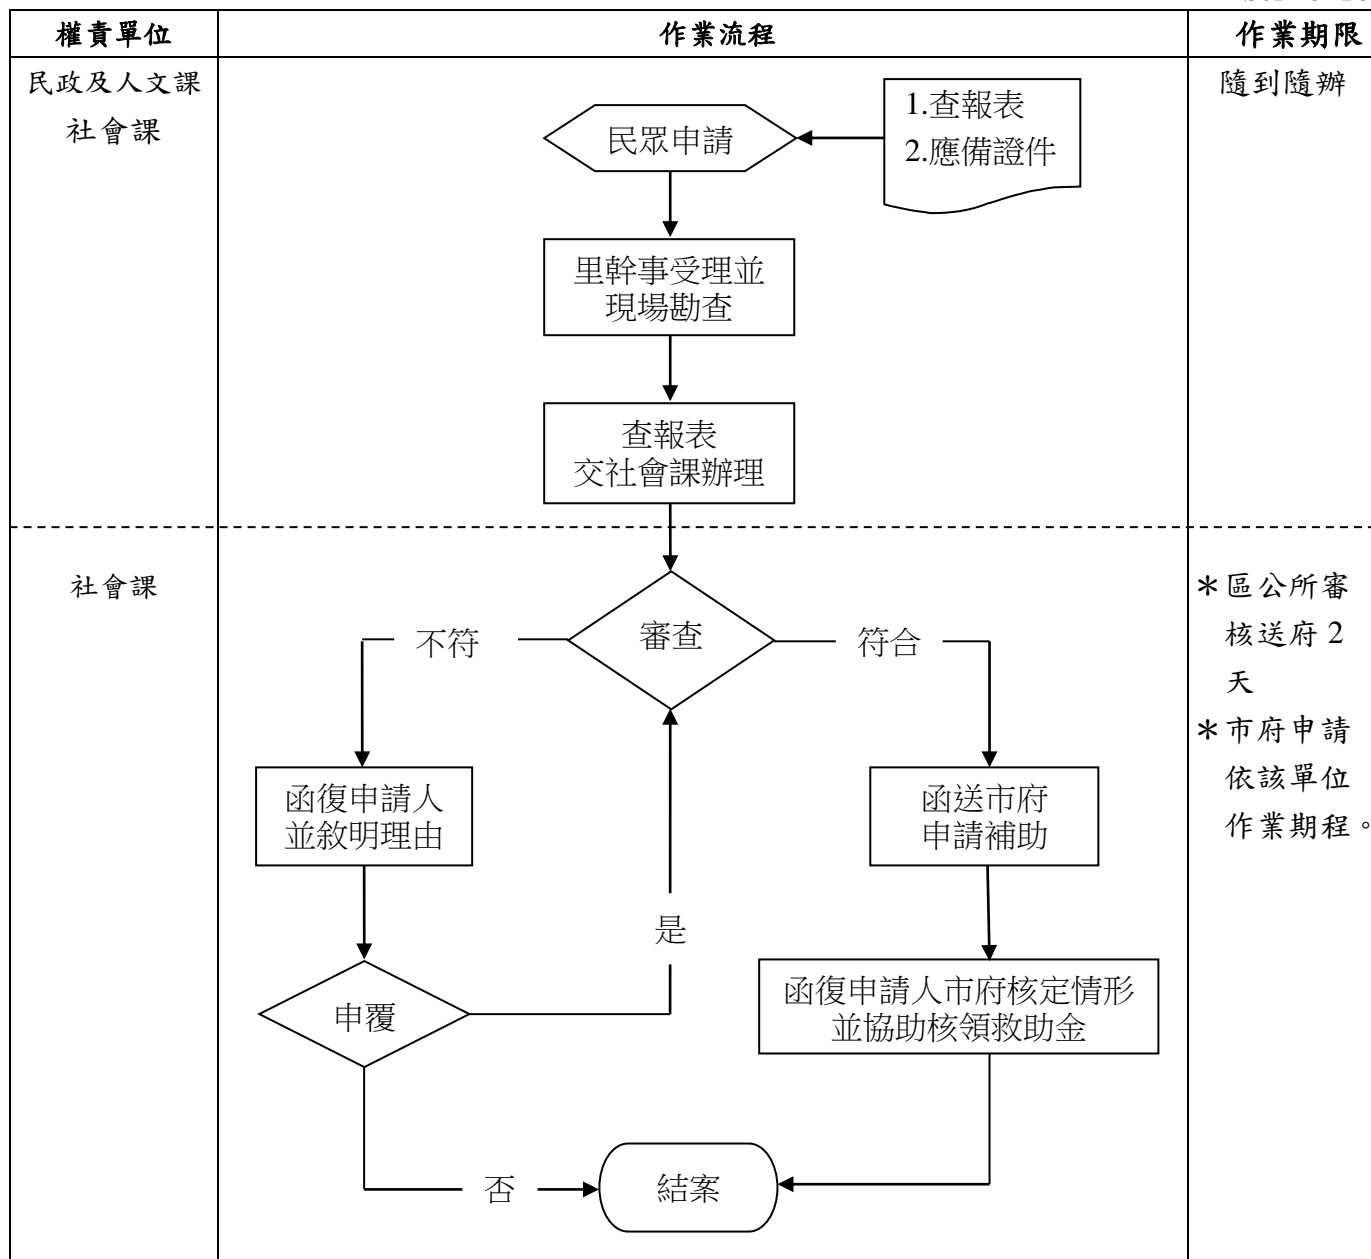 權責單位
作業流程
作業期限
民政及人文課
社會課
隨到隨辦
民眾申請
1.查報表
2.應備證件
里幹事受理並
現場勘查
查報表
交社會課辦理
社會課
審查
不符
符合
函復申請人
並敘明理由
函送市府
申請補助
是
申覆
函復申請人市府核定情形
並協助核領救助金
否
結案
＊區公所審
核送府 2
天
＊市府申請
依該單位
作業期程。